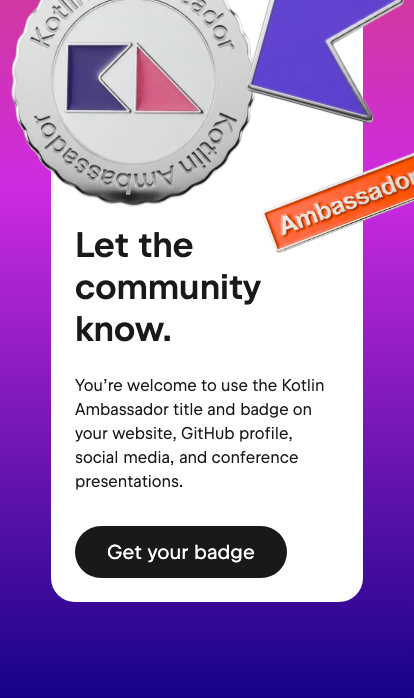 Kotlin Ambassador
Kotlin Ambassador
Ambassador
Let the
community
know.
You’re welcome to use the Kotlin
Ambassador title and badge on
your website, GitHub profile,
social media, and conference
presentations.
Get your badge